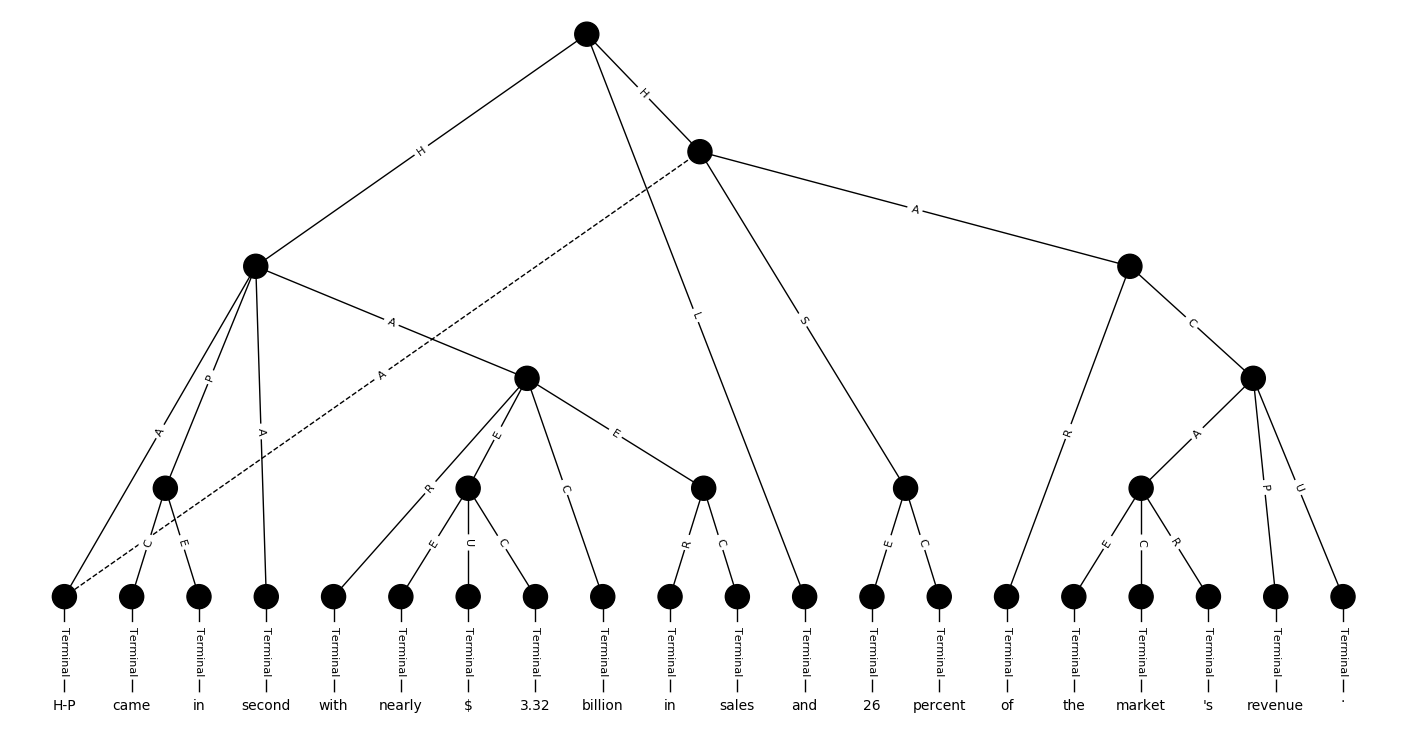 H
H
A
A
P
A
A
A
L
S
C
R
E
E
R
C
A
P
U
C
E
E
U
C
R
C
E
C
E
C
R
Terminal Terminal Terminal Terminal Terminal Terminal Terminal Terminal Terminal Terminal Terminal Terminal Terminal Terminal Terminal Terminal Terminal Terminal Terminal Terminal
H-P came in second with nearly $ 3.32 billion in sales and 26 percent of the market 's revenue .